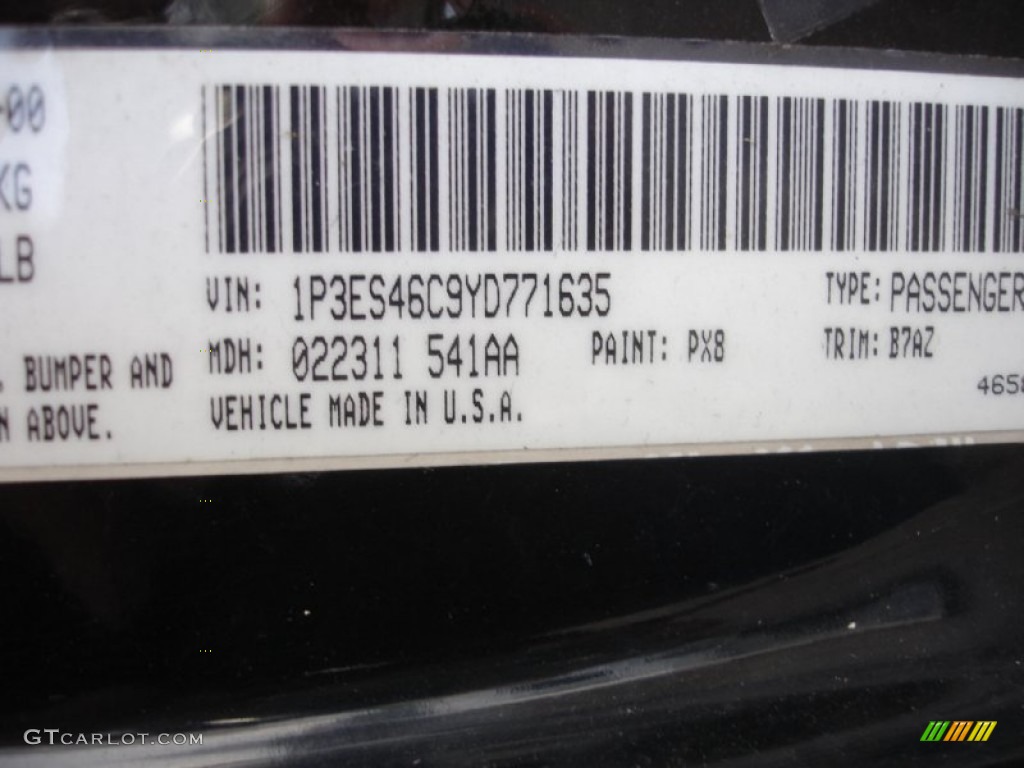 -00
KG
LB
VIN: 1P3ES46C9YD771635 TYPE: PASSENGER
MDH: 022311 541AA PAINT: PX8 TRIM: B7AZ
BUMPER AND VEHICLE MADE IN U.S.A. 465
ABOVE.
GTCARLOT.COM